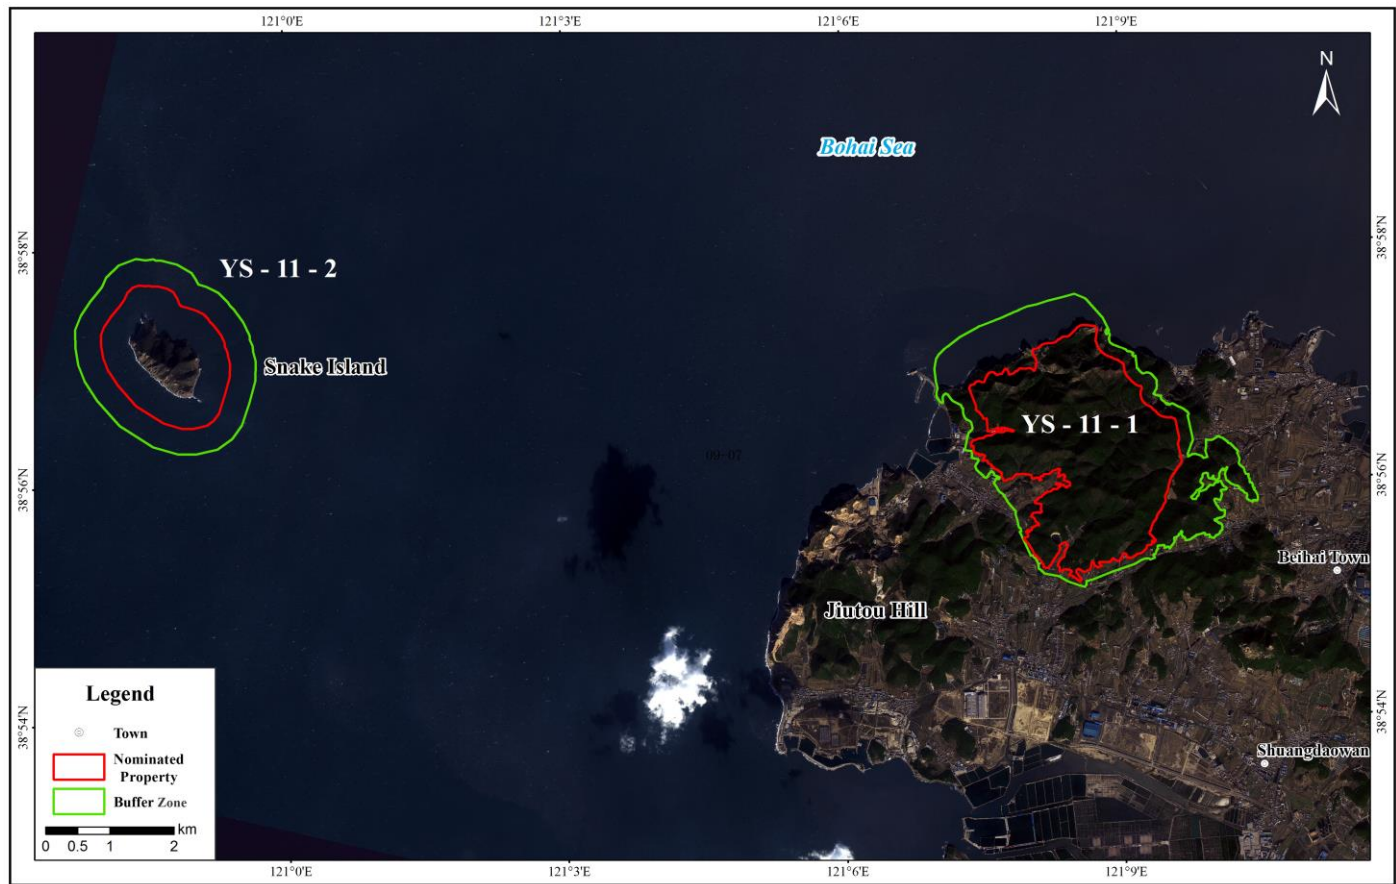 121°0'E 121°3'E 121°6'E 121°9'E
N
Bohai Sea
38°58'N
38°58'N
YS - 11 - 2
Snake Island
YS - 11 - 1
09-07
38°56'N
38°56'N
Beihai Town
Jiutou Hill
38°54'N
38°54'N
Shuangdaowan
Legend
Town
Nominated
Property
Buffer Zone
km
0 0.5 1 2
121°0'E 121°3'E 121°6'E 121°9'E